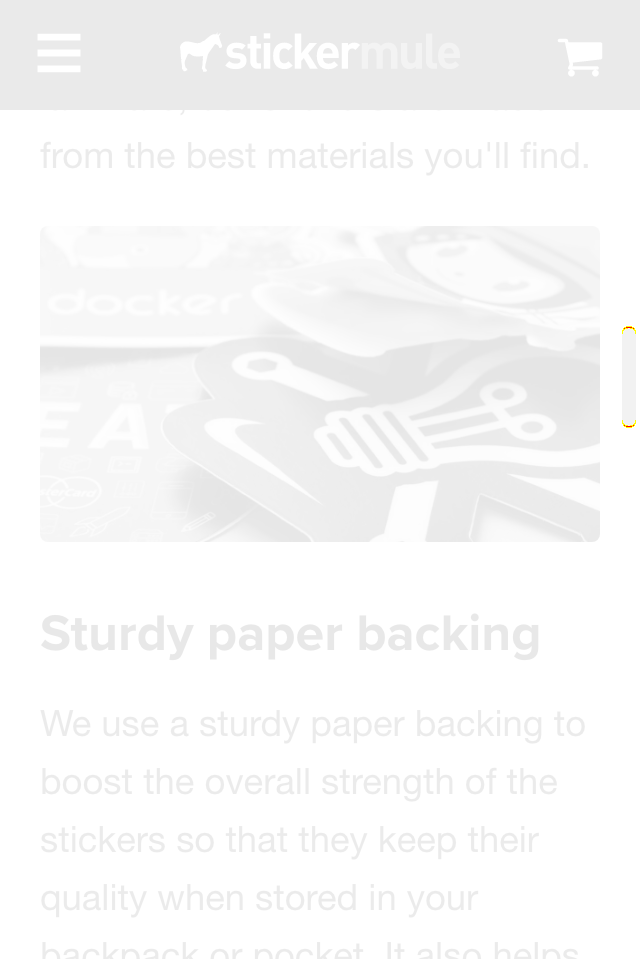 stickermule
from the best materials you'll find.
docker
EA
Sturdy paper backing
We use a sturdy paper backing to
boost the overall strength of the
stickers so that they keep their
quality when stored in your
backpack or pocket. It also helps